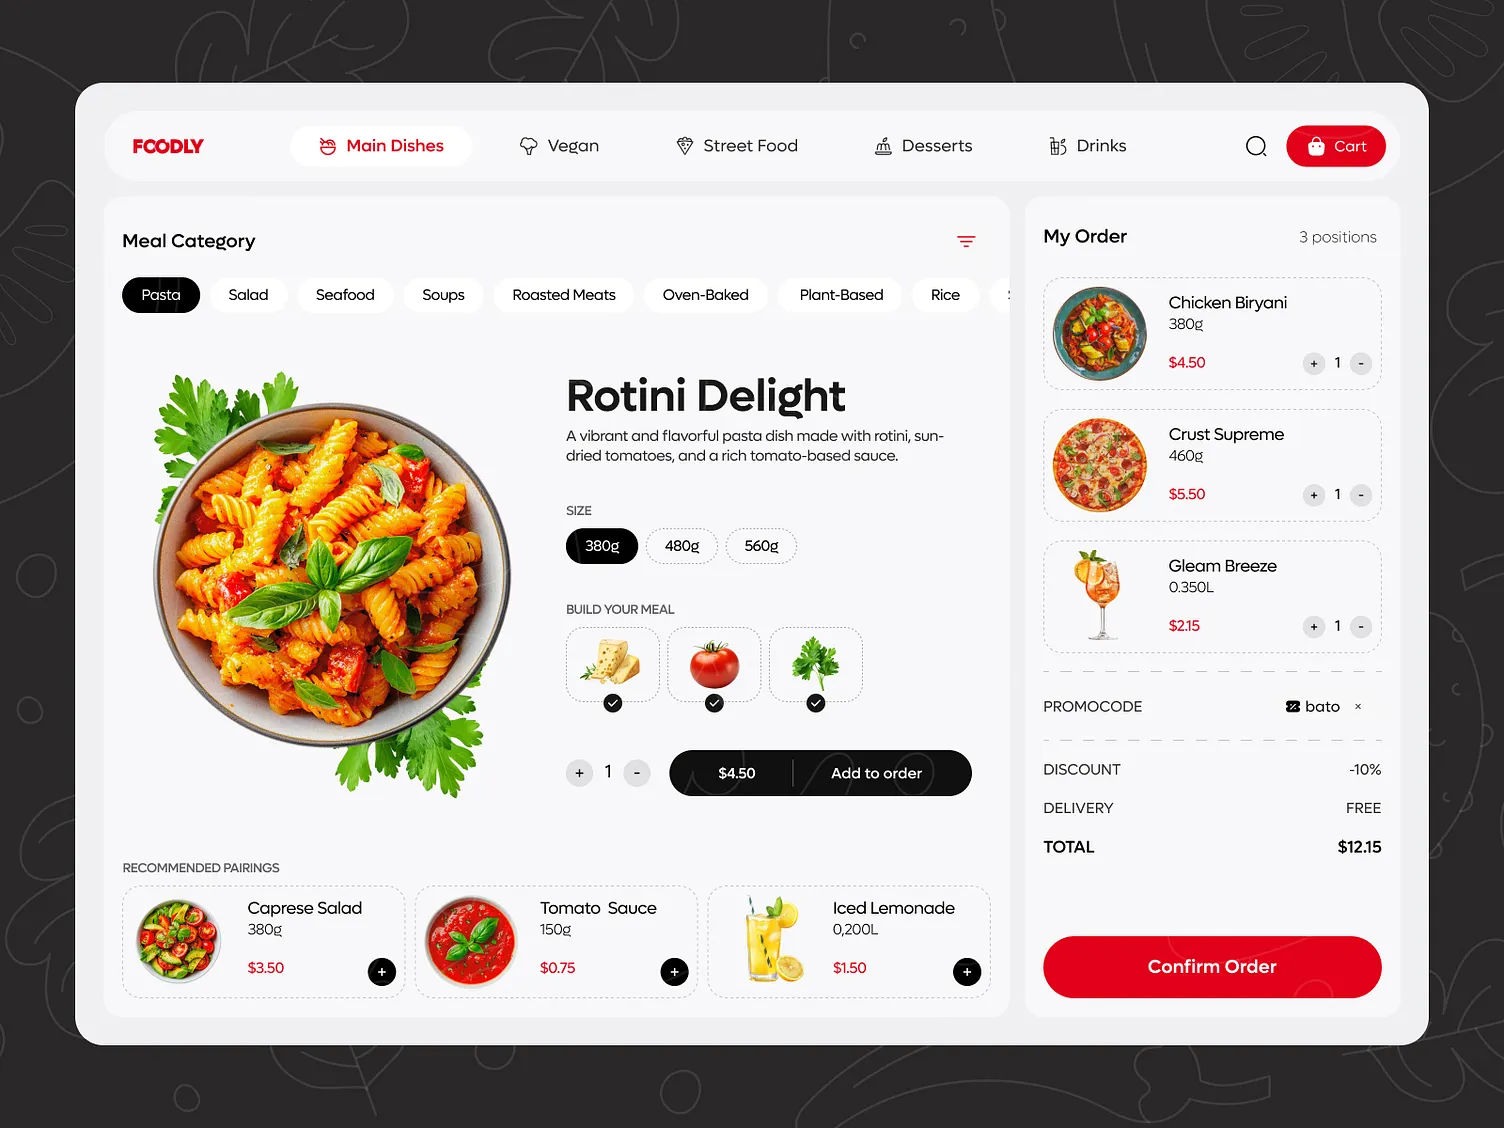 FOODLY
Main Dishes
Vegan
Street Food
Desserts
Drinks
Cart
Meal Category
Pasta
Salad
Seafood
Soups
Roasted Meats
Oven-Baked
Plant-Based
Rice
Rotini Delight
A vibrant and flavorful pasta dish made with rotini, sun-
dried tomatoes, and a rich tomato-based sauce.
SIZE
380g
480g
560g
BUILD YOUR MEAL
+ 1 -
$4.50
Add to order
RECOMMENDED PAIRINGS
Caprese Salad
380g
$3.50
+
Tomato Sauce
150g
$0.75
+
Iced Lemonade
0,200L
$1.50
+
My Order
3 positions
Chicken Biryani
380g
$4.50
+ 1 -
Crust Supreme
460g
$5.50
+ 1 -
Gleam Breeze
0.350L
$2.15
+ 1 -
PROMOCODE
bato ×
DISCOUNT
-10%
DELIVERY
FREE
TOTAL
$12.15
Confirm Order